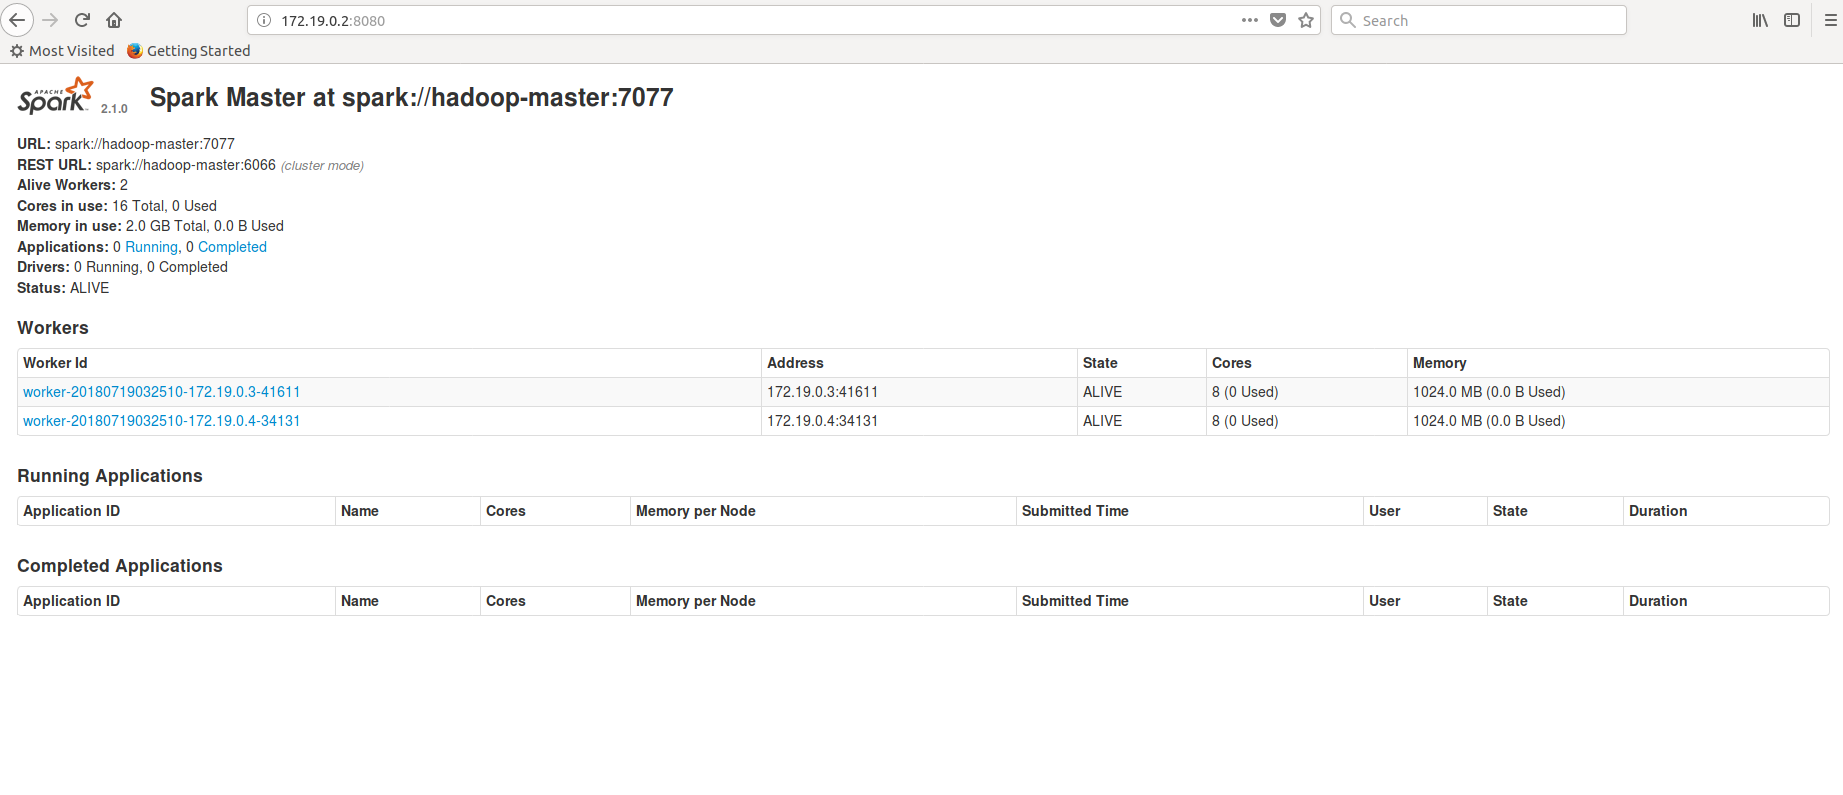 172.19.0.2:8080
Search
Most Visited Getting Started
APACHE
Spark 2.1.0 Spark Master at spark://hadoop-master:7077
URL: spark://hadoop-master:7077
REST URL: spark://hadoop-master:6066 (cluster mode)
Alive Workers: 2
Cores in use: 16 Total, 0 Used
Memory in use: 2.0 GB Total, 0.0 B Used
Applications: 0 Running, 0 Completed
Drivers: 0 Running, 0 Completed
Status: ALIVE
Workers
Worker Id Address State Cores Memory
worker-20180719032510-172.19.0.3-41611 172.19.0.3:41611 ALIVE 8 (0 Used) 1024.0 MB (0.0 B Used)
worker-20180719032510-172.19.0.4-34131 172.19.0.4:34131 ALIVE 8 (0 Used) 1024.0 MB (0.0 B Used)
Running Applications
Application ID Name Cores Memory per Node Submitted Time User State Duration
Completed Applications
Application ID Name Cores Memory per Node Submitted Time User State Duration